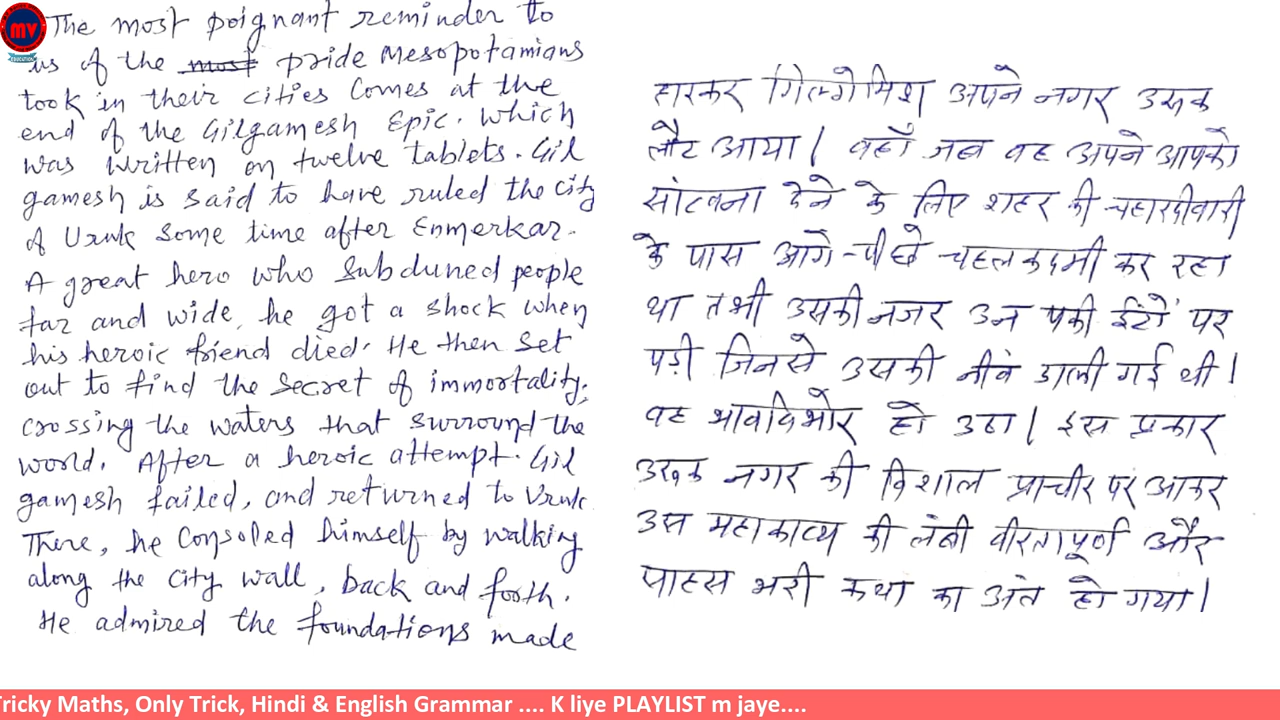 MV
EDUCATION
The most poignant reminder to
us of the most pride Mesopotamians
took in their cities comes at the
end of the Gilgamesh Epic. which
was written on twelve tablets. Gil
gamesh is said to have ruled the city
of Uruk some time after Enmerkar.
A great hero who subduned people
far and wide, he got a shock when
his heroic friend died. He then set
out to find the secret of immortality,
crossing the waters that surround the
world. After a heroic attempt. Gil
gamesh failed, and returned to Uruk.
There, he consoled himself by walking
along the city wall, back and forth.
He admired the foundations made
हारकर गिल्गेमिश अपने नगर उरूक
लौट आया। वहाँ जब वह अपने आपको
सांत्वना देने के लिए शहर की चहारदीवारी
के पास आगे-पीछे चहलकदमी कर रहा
था तभी उसकी नजर उन पकी ईंटों पर
पड़ी जिनसे उसकी नींव डाली गई थी।
वह भावविभोर हो उठा। इस प्रकार
उरूक नगर की विशाल प्राचीर पर आकर
उस महाकाव्य की लंबी वीरतापूर्ण और
साहस भरी कथा का अंत हो गया।
Tricky Maths, Only Trick, Hindi & English Grammar .... K liye PLAYLIST m jaye....